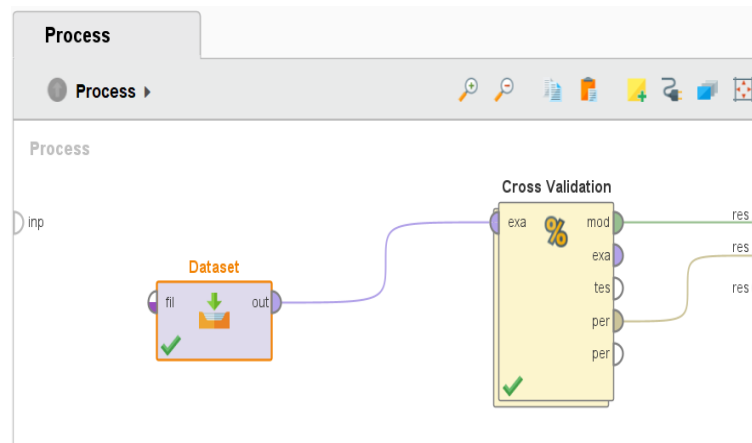 Process
Process
Process
Cross Validation
inp
exa
mod
res
exa
res
Dataset
tes
res
fil
out
per
per